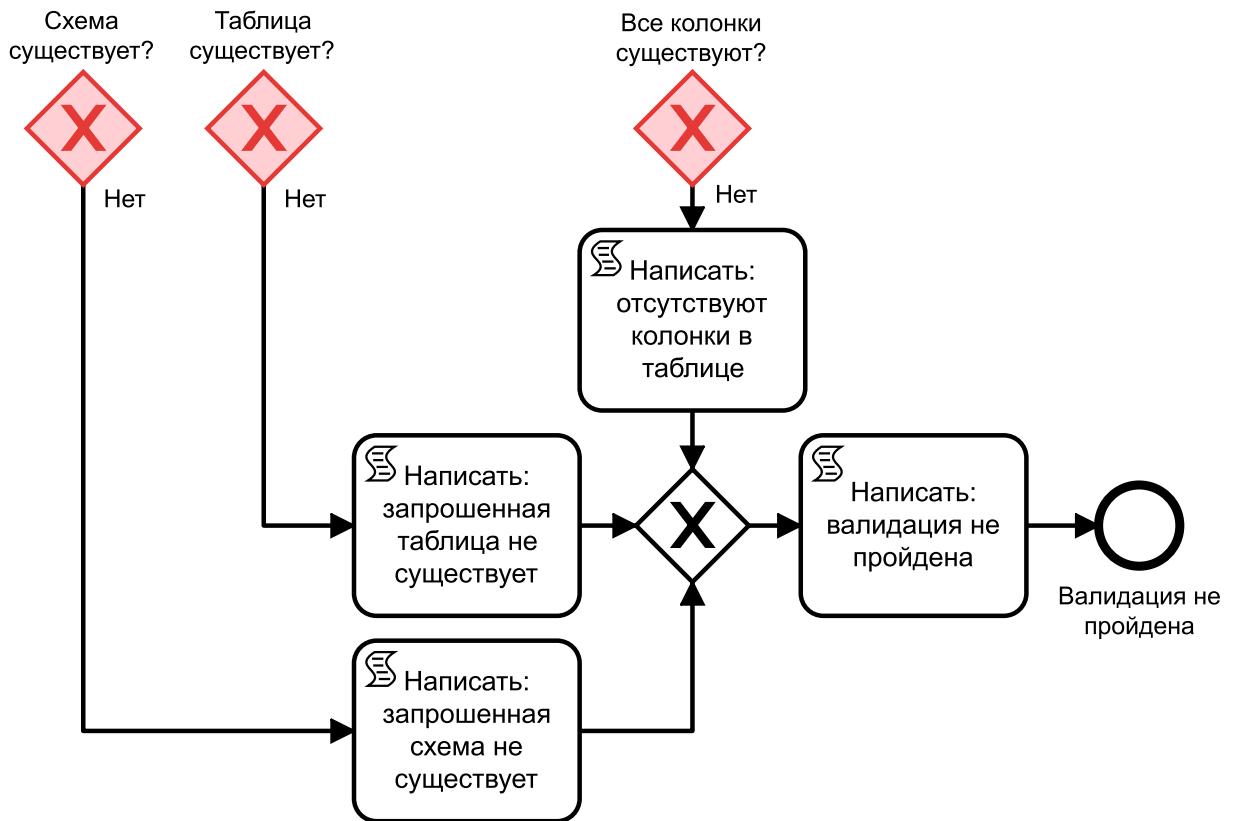 Схема
существует?
Таблица
существует?
Все колонки
существуют?
X
X
X
Нет
Нет
Нет
Написать:
отсутствуют
колонки в
таблице
Написать:
запрошенная
таблица не
существует
X
Написать:
валидация не
пройдена
Валидация не
пройдена
Написать:
запрошенная
схема не
существует